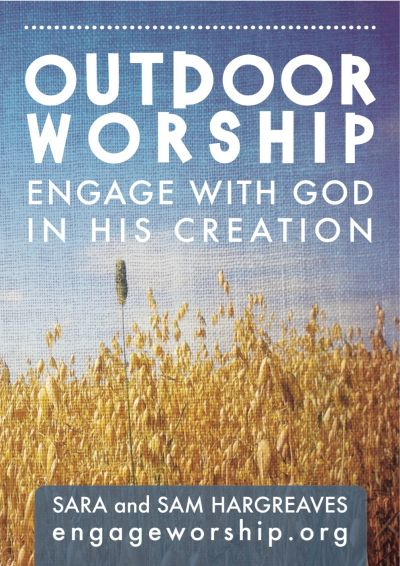 OUTDOOR
WORSHIP
ENGAGE WITH GOD
IN HIS CREATION
SARA and SAM HARGREAVES
engageworship.org